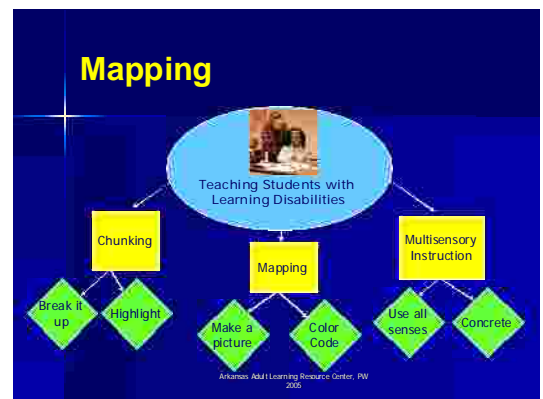 Mapping
Teaching Students with
Learning Disabilities
Chunking
Mapping
Multisensory
Instruction
Break it
up
Highlight
Make a
picture
Color
Code
Use all
senses
Concrete
Arkansas Adult Learning Resource Center, PW
2005